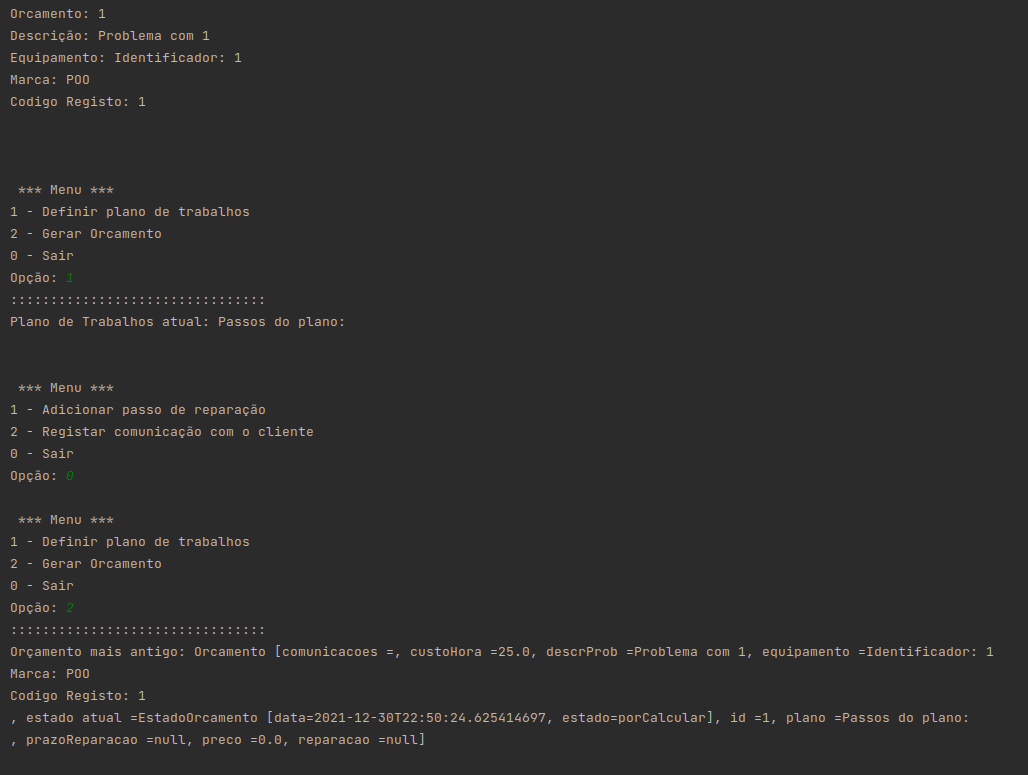 Orcamento: 1
Descrição: Problema com 1
Equipamento: Identificador: 1
Marca: POO
Codigo Registo: 1
*** Menu ***
1 - Definir plano de trabalhos
2 - Gerar Orcamento
0 - Sair
Opção: 1
::::::::::::::::::::::::::::::::
Plano de Trabalhos atual: Passos do plano:
*** Menu ***
1 - Adicionar passo de reparação
2 - Registar comunicação com o cliente
0 - Sair
Opção: 0
*** Menu ***
1 - Definir plano de trabalhos
2 - Gerar Orcamento
0 - Sair
Opção: 2
::::::::::::::::::::::::::::::::
Orçamento mais antigo: Orcamento [comunicacoes =, custoHora =25.0, descrProb =Problema com 1, equipamento =Identificador: 1
Marca: POO
Codigo Registo: 1
, estado atual =EstadoOrcamento [data=2021-12-30T22:50:24.625414697, estado=porCalcular], id =1, plano =Passos do plano:
, prazoReparacao =null, preco =0.0, reparacao =null]